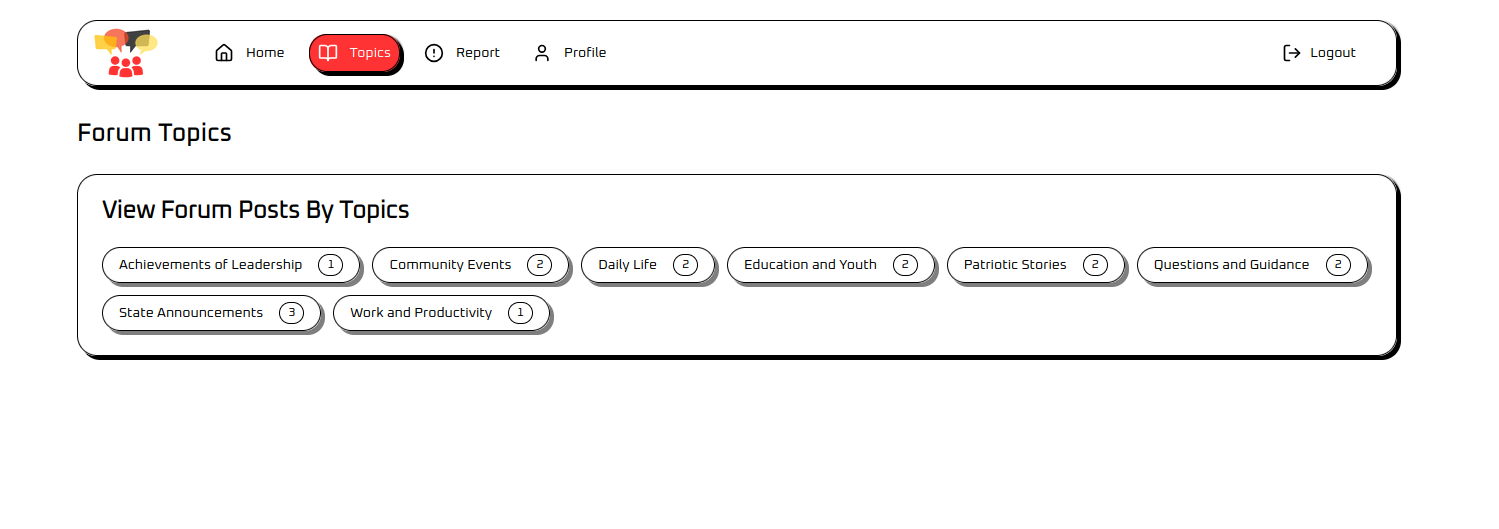 Home Topics Report Profile Logout
Forum Topics
View Forum Posts By Topics
Achievements of Leadership 1 Community Events 2 Daily Life 2 Education and Youth 2 Patriotic Stories 2 Questions and Guidance 2
State Announcements 3 Work and Productivity 1